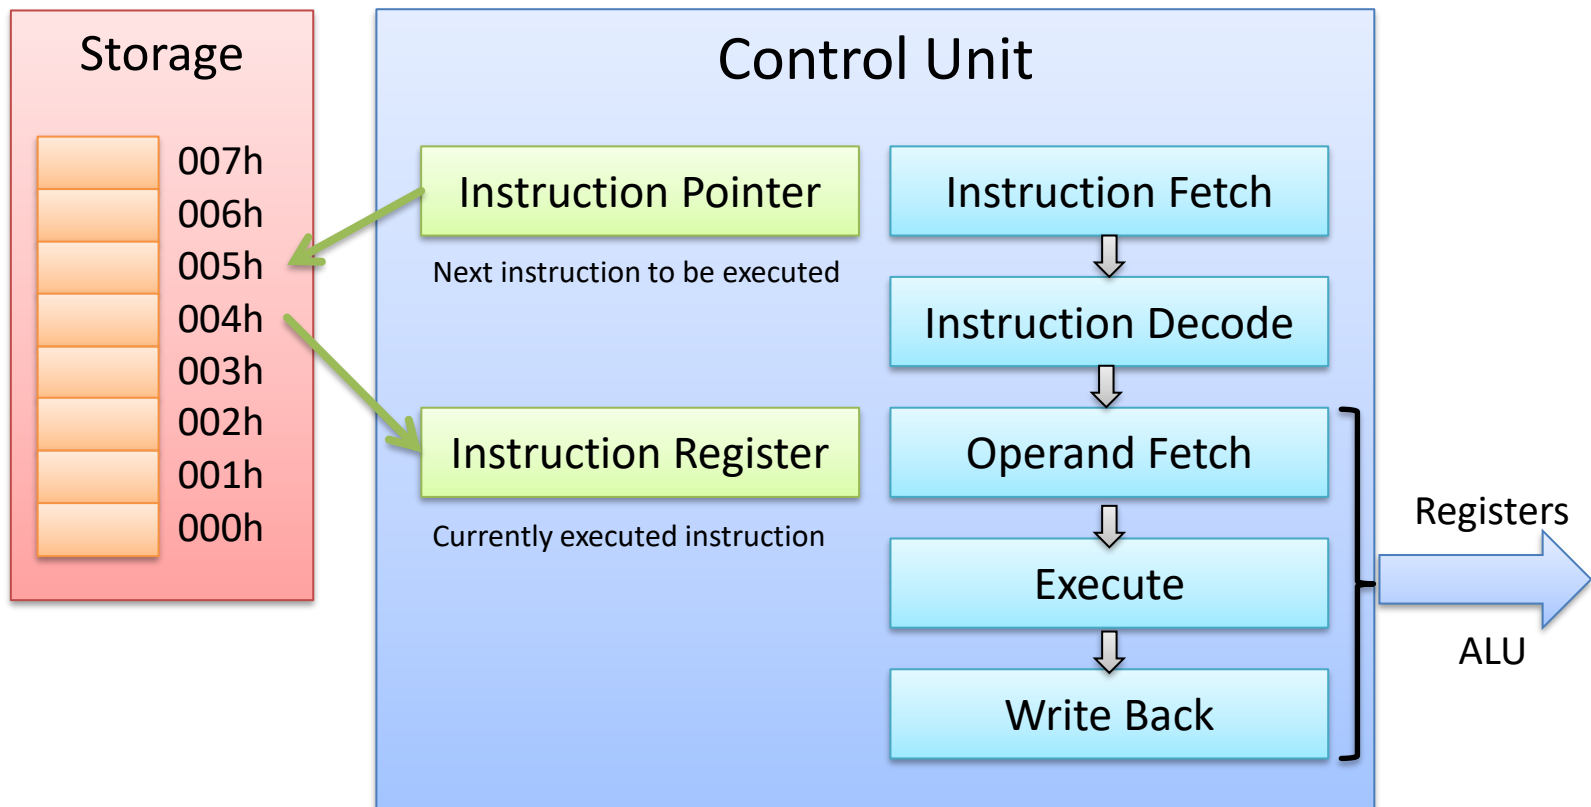 Storage
007h
006h
005h
004h
003h
002h
001h
000h
Control Unit
Instruction Pointer
Next instruction to be executed
Instruction Register
Currently executed instruction
Instruction Fetch
Instruction Decode
Operand Fetch
Execute
Write Back
Registers
ALU